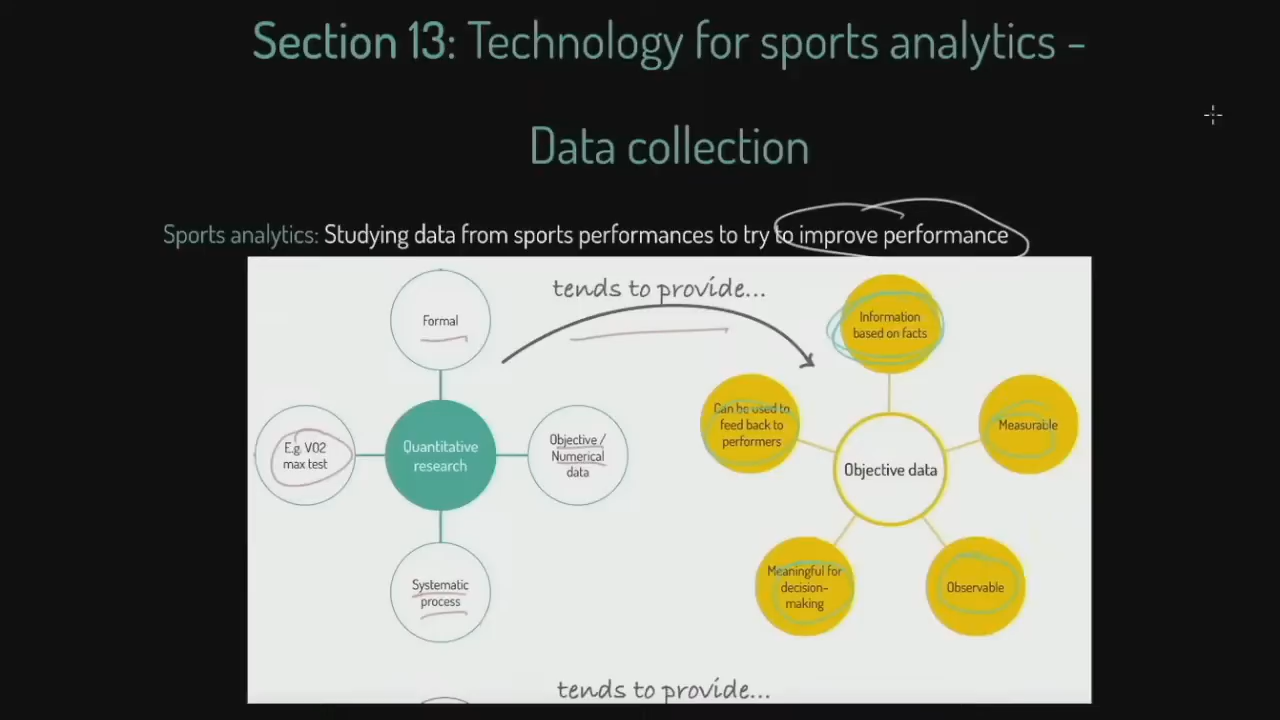 Section 13: Technology for sports analytics -
Data collection
Sports analytics: Studying data from sports performances to try to improve performance
tends to provide...
Formal
E.g. VO2
max test
Quantitative
research
Objective /
Numerical
data
Systematic
process
Information
based on facts
Can be used to
feed back to
performers
Measurable
Objective data
Meaningful for
decision-
making
Observable
tends to provide...